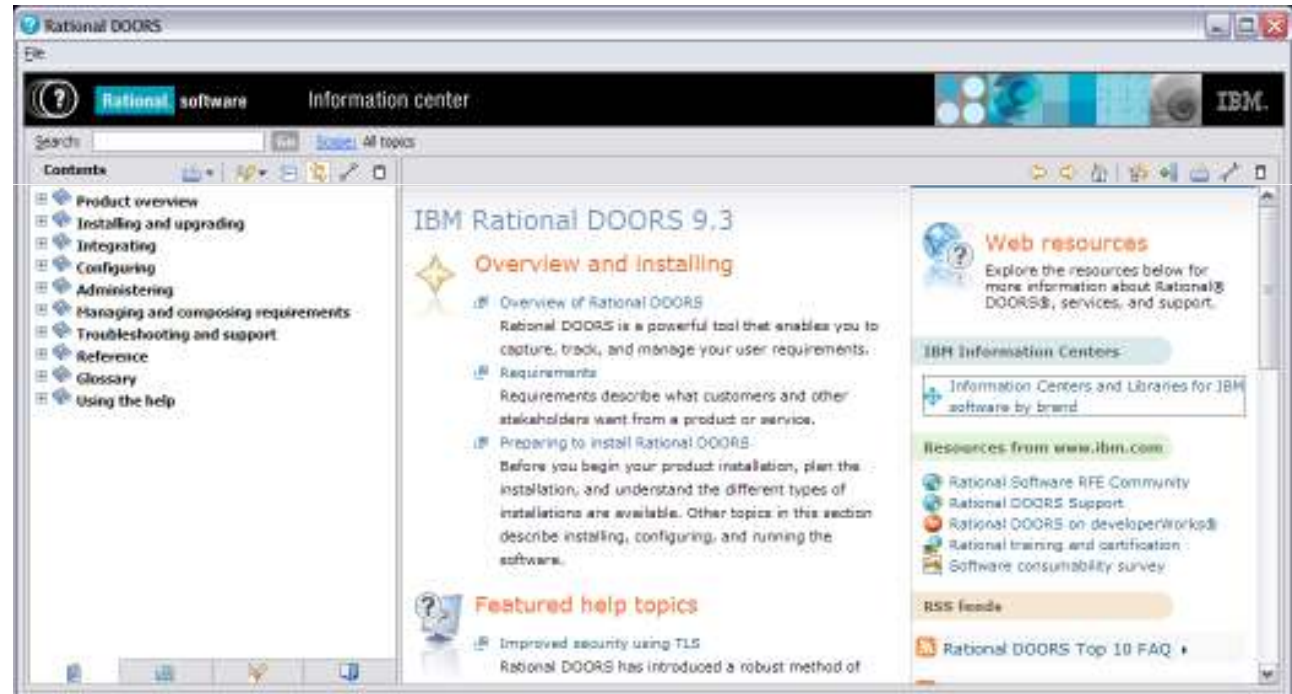 Rational DOORS
File
Rational. software Information center IBM.
Search: Go Scope: All topics
Contents
Product overview
Installing and upgrading
Integrating
Configuring
Administering
Managing and composing requirements
Troubleshooting and support
Reference
Glossary
Using the help
IBM Rational DOORS 9.3
Overview and installing
Overview of Rational DOORS
Rational DOORS is a powerful tool that enables you to
capture, track, and manage your user requirements.
Requirements
Requirements describe what customers and other
stakeholders want from a product or service.
Preparing to install Rational DOORS
Before you begin your product installation, plan the
installation, and understand the different types of
installations are available. Other topics in this section
describe installing, configuring, and running the
software.
Featured help topics
Improved security using TLS
Rational DOORS has introduced a robust method of
Web resources
Explore the resources below for
more information about Rational®
DOORS®, services, and support.
IBM Information Centers
Information Centers and Libraries for IBM
software by brand
Resources from www.ibm.com
Rational Software RFE Community
Rational DOORS Support
Rational DOORS on developerWorks®
Rational training and certification
Software consumability survey
RSS feeds
Rational DOORS Top 10 FAQ